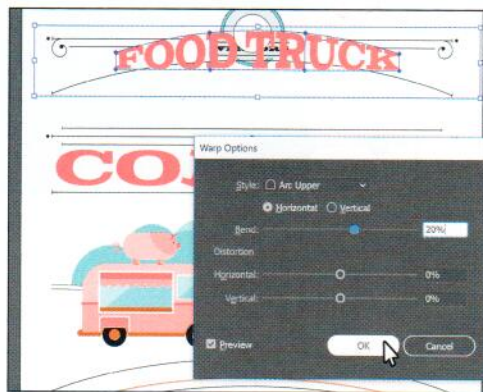 FOOD TRUCK
CO
Warp Options
Style: Arc Upper
Horizontal Vertical
Bend: 20%
Distortion
Horizontal: 0%
Vertical: 0%
Preview OK Cancel